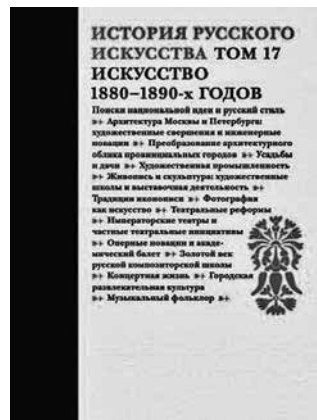 ИСТОРИЯ РУССКОГО
ИСКУССТВА ТОМ 17
ИСКУССТВО
1880–1890-х ГОДОВ
Поиски национальной идеи и русский стиль
Архитектура Москвы и Петербурга:
художественные свершения и инженерные
новации Преобразование архитектурного
облика провинциальных городов Усадьбы
и дачи Художественная промышленность
Живопись и скульптура: художественные
школы и выставочная деятельность
Традиции иконописи Фотография
как искусство Театральные реформы
Императорские театры и
частные театральные инициативы
Оперные новации и акаде-
мический балет Золотой век
русской композиторской школы
Концертная жизнь Городская
развлекательная культура
Музыкальный фольклор